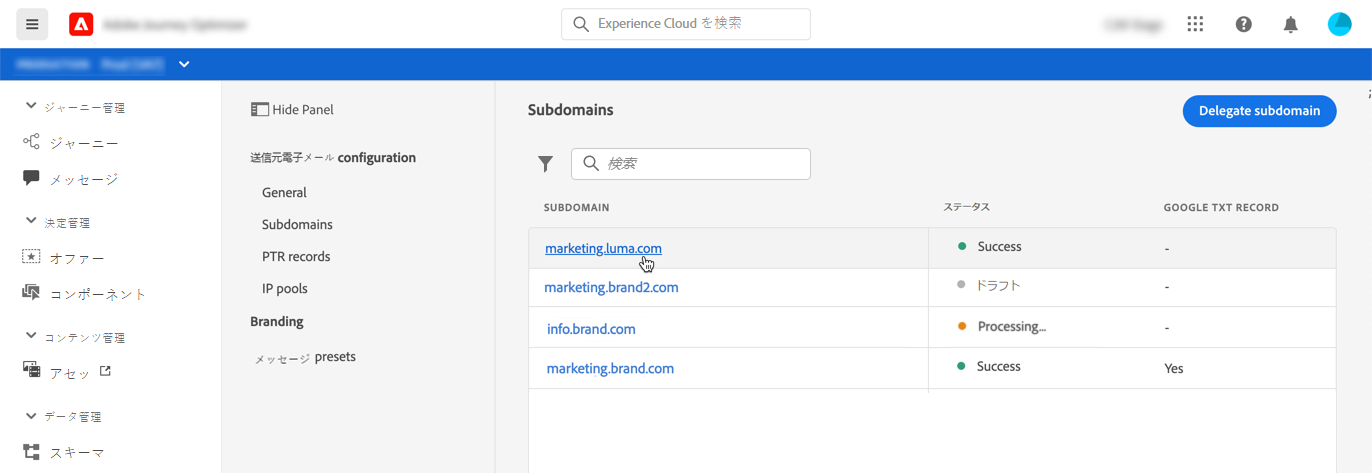 Experience Cloud を検索
ジャーニー管理
ジャーニー
メッセージ
決定管理
オファー
コンポーネント
コンテンツ管理
アセッ
データ管理
スキーマ
Hide Panel
送信元電子メール configuration
General
Subdomains
PTR records
IP pools
Branding
メッセージ presets
Subdomains
Delegate subdomain
検索
SUBDOMAIN ステータス GOOGLE TXT RECORD
marketing.luma.com Success -
marketing.brand2.com ドラフト -
info.brand.com Processing... -
marketing.brand.com Success Yes